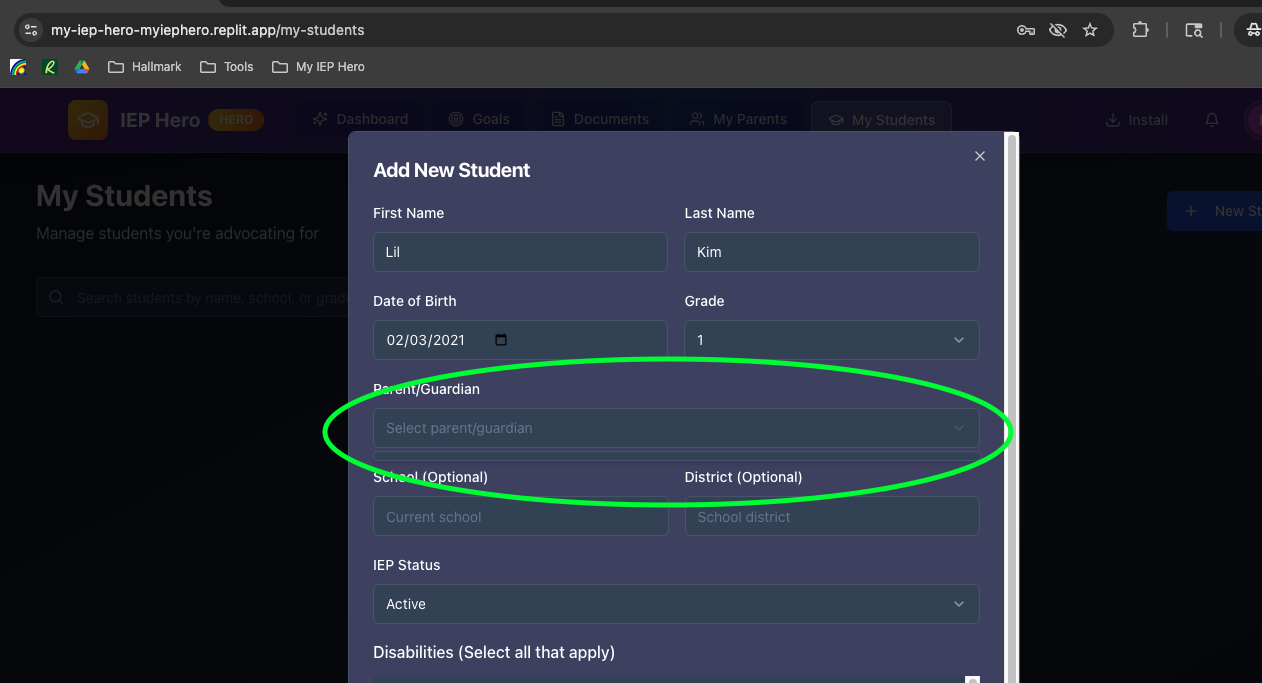 my-iep-hero-myiephero.replit.app/my-students
Hallmark Tools My IEP Hero
IEP Hero HERO Dashboard Goals Documents My Parents My Students Install
Add New Student
My Students
Manage students you're advocating for
New St
Search students by name, school, or grade
First Name Last Name
Lil Kim
Date of Birth Grade
02/03/2021 1
Parent/Guardian
Select parent/guardian
School (Optional) District (Optional)
Current school School district
IEP Status
Active
Disabilities (Select all that apply)